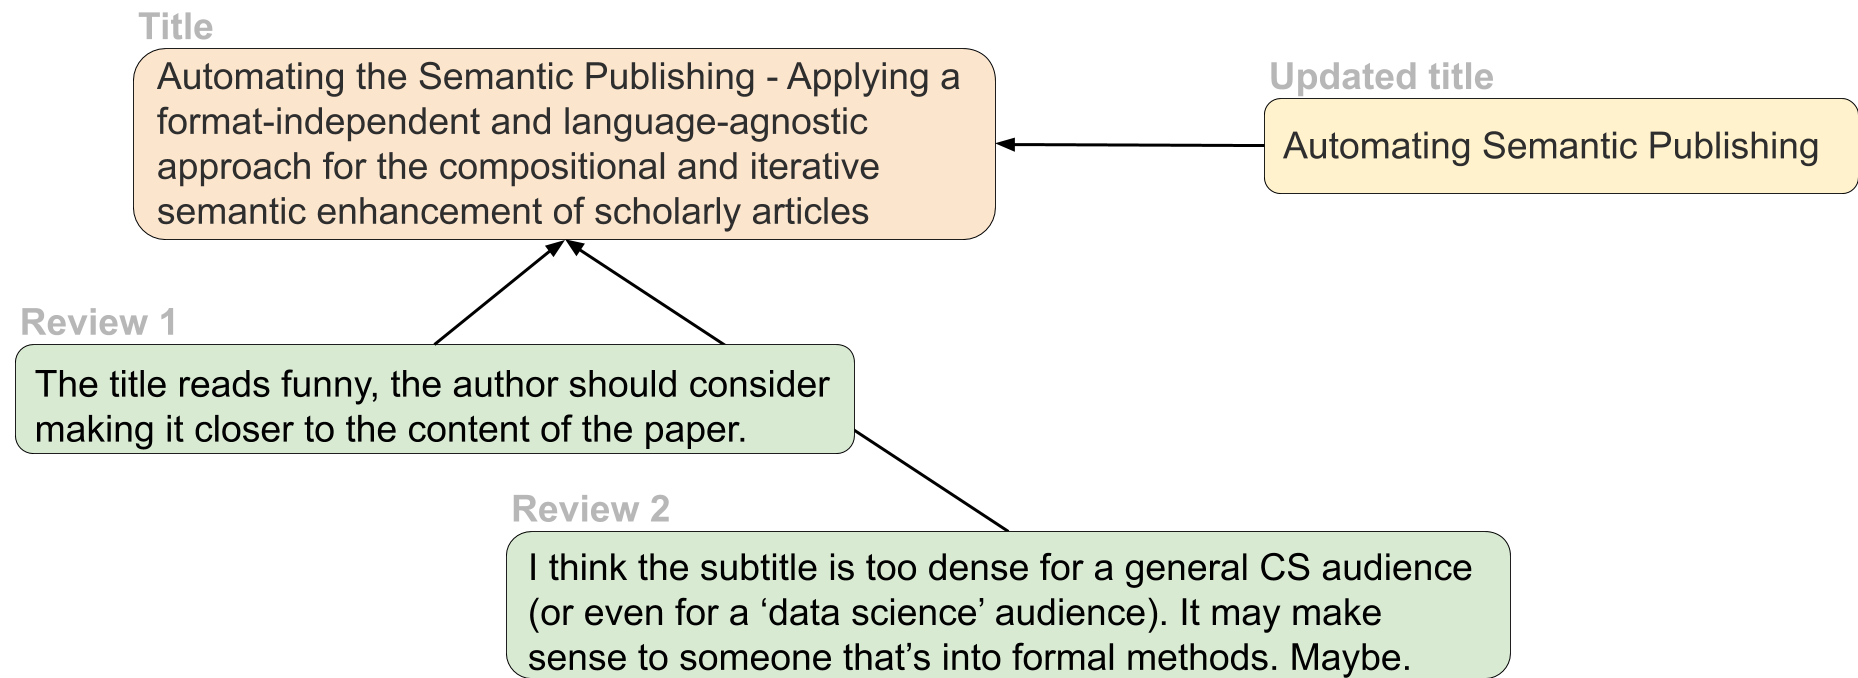 Title
Automating the Semantic Publishing - Applying a
format-independent and language-agnostic
approach for the compositional and iterative
semantic enhancement of scholarly articles
Updated title
Automating Semantic Publishing
Review 1
The title reads funny, the author should consider
making it closer to the content of the paper.
Review 2
I think the subtitle is too dense for a general CS audience
(or even for a ‘data science’ audience). It may make
sense to someone that’s into formal methods. Maybe.